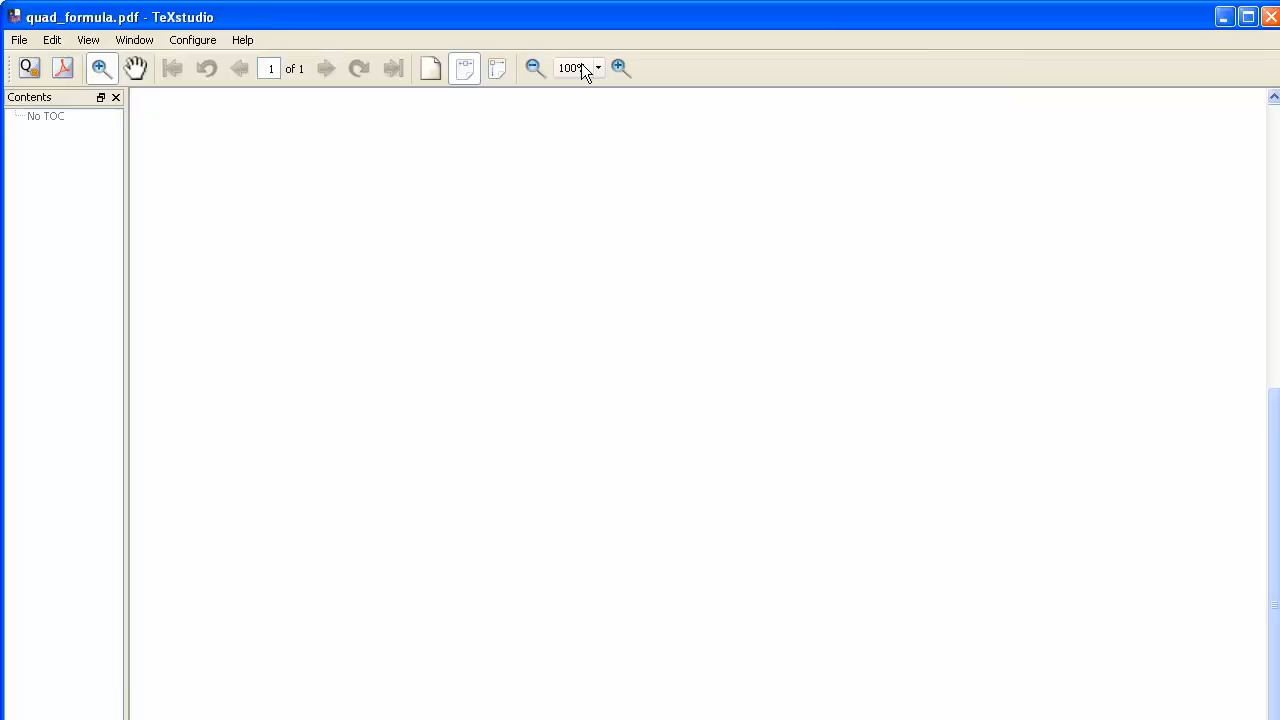 quad_formula.pdf - TeXstudio
File Edit View Window Configure Help
1 of 1 100%
Contents
No TOC